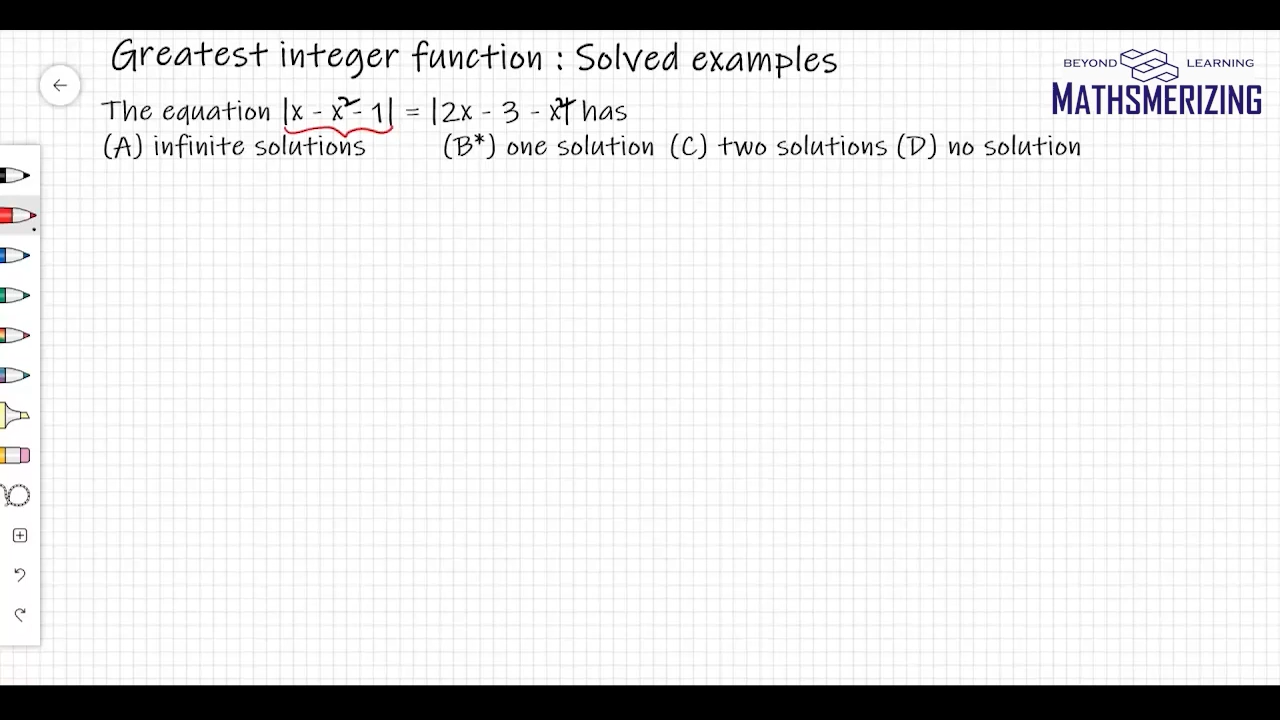 Greatest integer function : Solved examples
BEYOND LEARNING
MATHSMERIZING
The equation |x - x² - 1| = |2x - 3 - x²| has
(A) infinite solutions (B*) one solution (C) two solutions (D) no solution